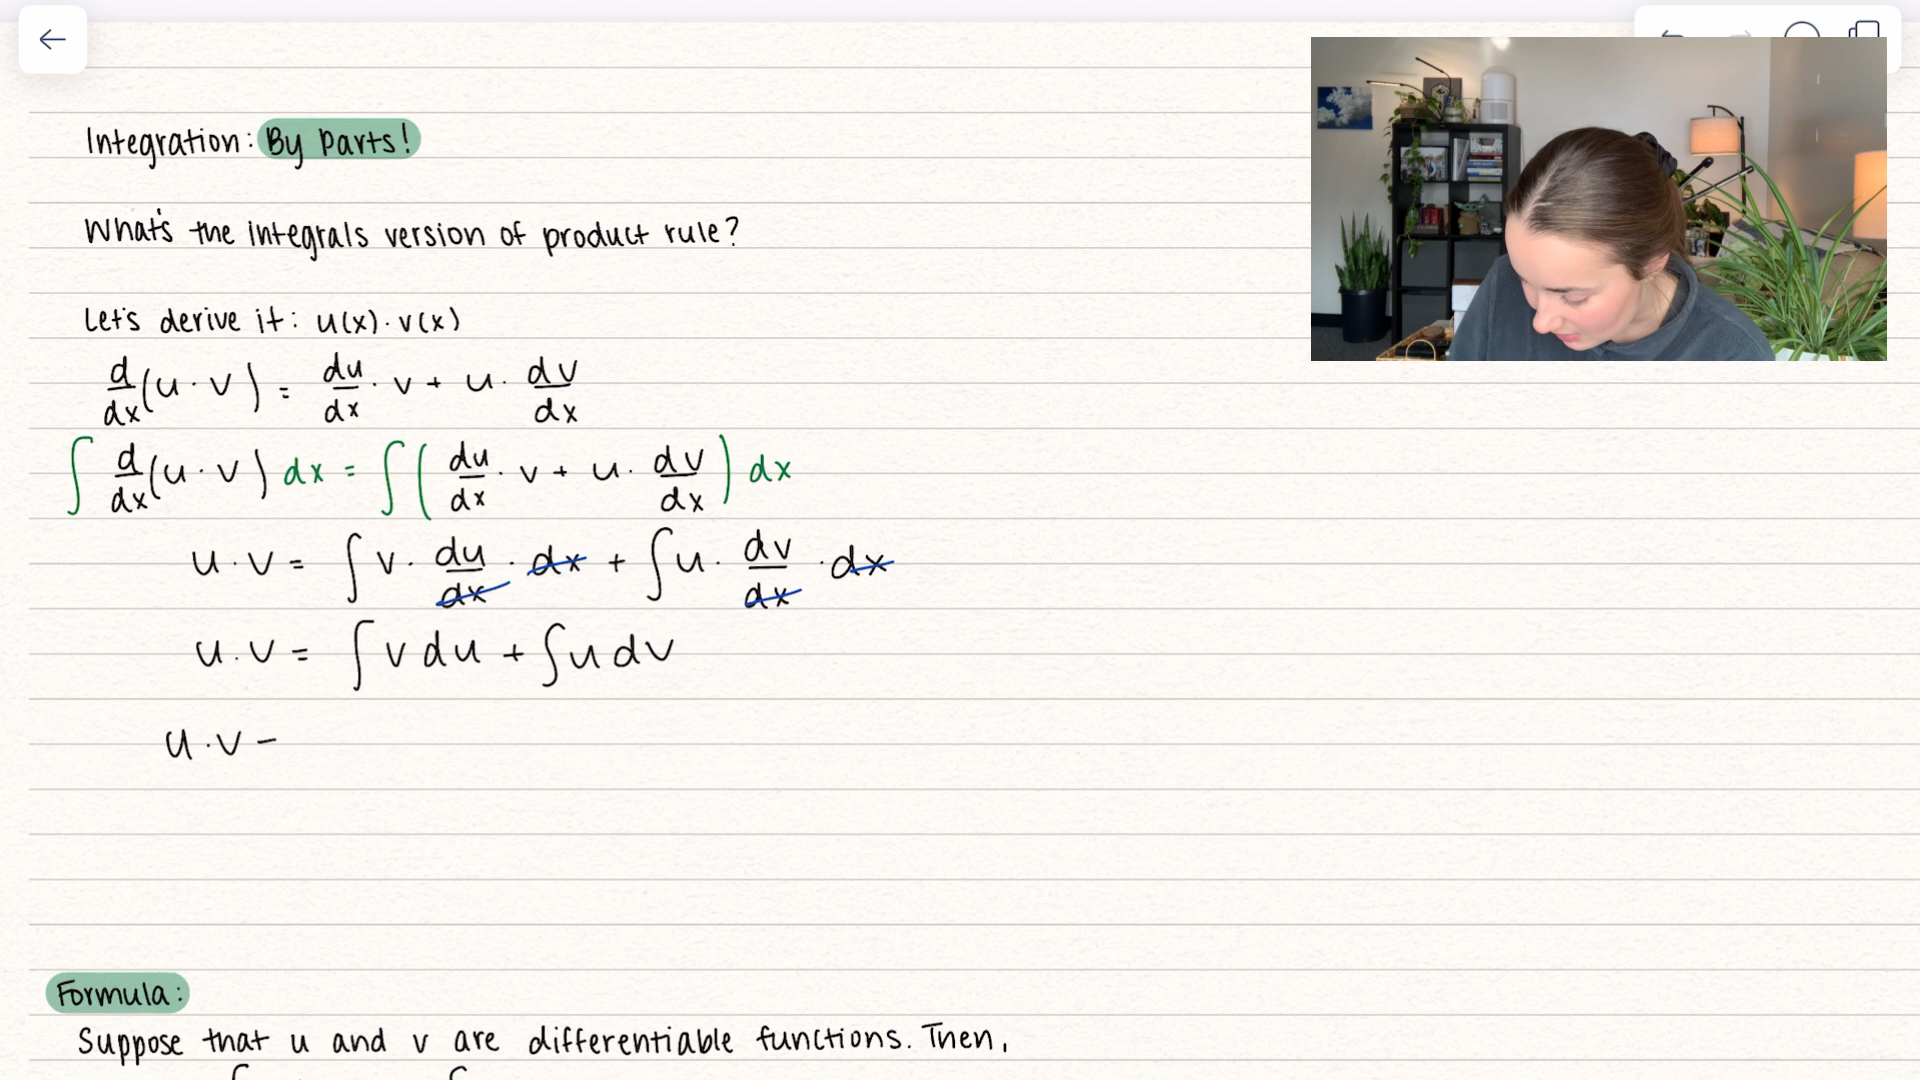 Integration: By Parts!
What's the integrals version of product rule?
Let's derive it: u(x)·v(x)
d/dx (u·v) = du/dx · v + u · dv/dx
∫ d/dx (u·v) dx = ∫ ( du/dx · v + u · dv/dx ) dx
u·v = ∫ v · du/dx · dx + ∫ u · dv/dx · dx
u·v = ∫ v du + ∫ u dv
u·v −
Formula:
Suppose that u and v are differentiable functions. Then,